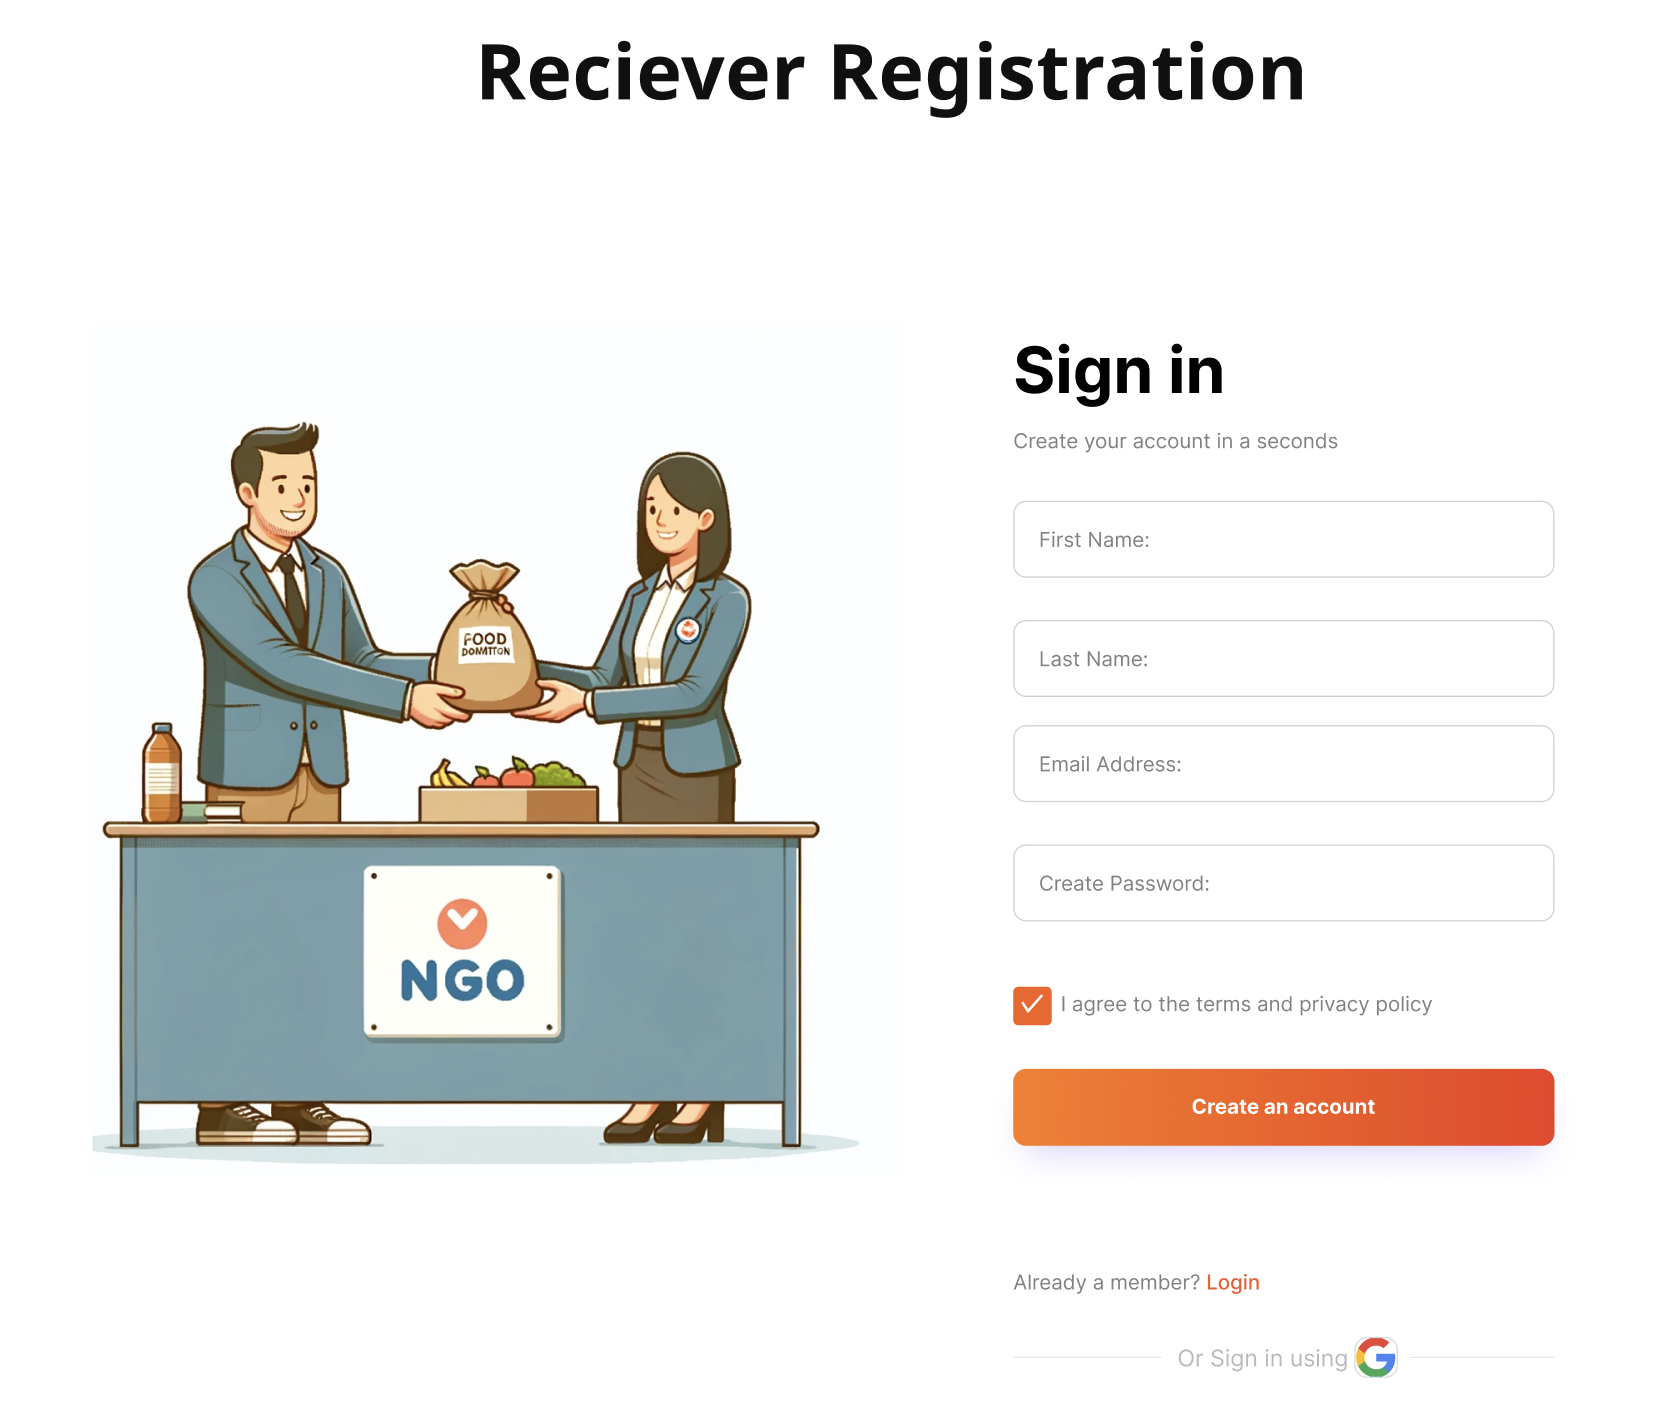 Reciever Registration
Sign in
Create your account in a seconds
First Name:
Last Name:
Email Address:
Create Password:
I agree to the terms and privacy policy
Create an account
Already a member? Login
Or Sign in using
FOOD
DOMTTON
NGO